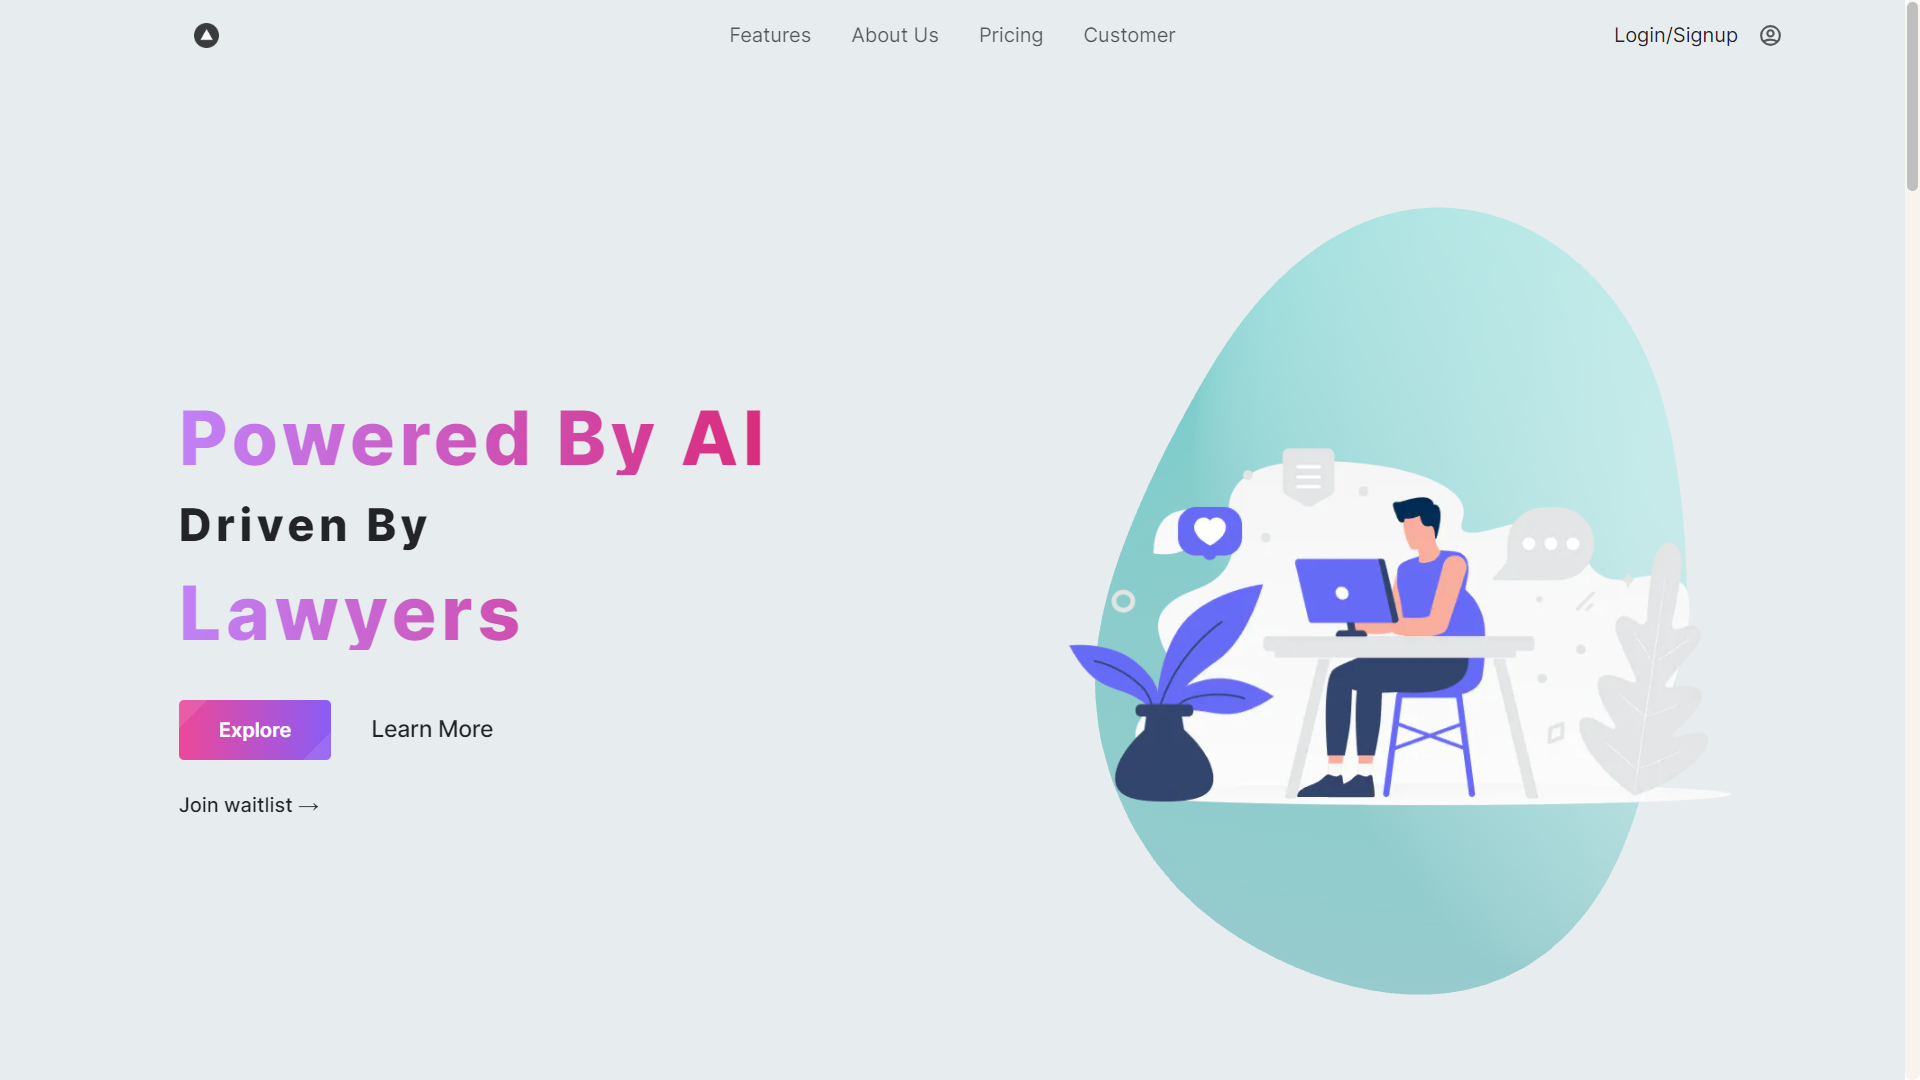 Features About Us Pricing Customer Login/Signup
Powered By AI
Driven By
Lawyers
Explore Learn More
Join waitlist →